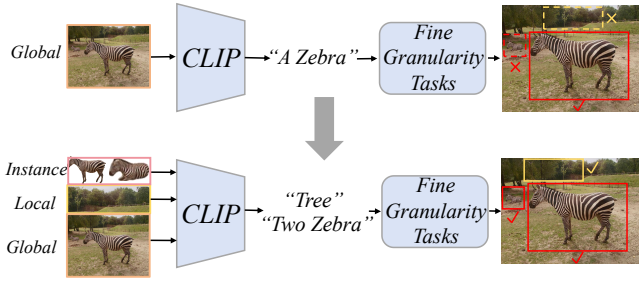 Global
CLIP
“A Zebra”
Fine
Granularity
Tasks
Instance
Local
Global
CLIP
“Tree”
“Two Zebra”
Fine
Granularity
Tasks